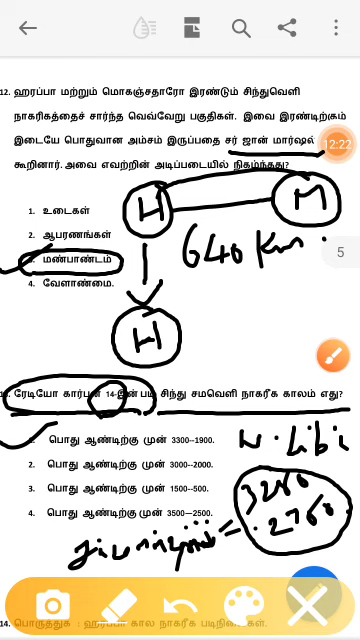 12. ஹரப்பா மற்றும் மொகஞ்சதாரோ இரண்டும் சிந்துவெளி
நாகரிகத்தைச் சார்ந்த வெவ்வேறு பகுதிகள். இவை இரண்டிற்கும்
இடையே பொதுவான அம்சம் இருப்பதை சர் ஜான் மார்ஷல்
12:22
கூறினார். அவை எவற்றின் அடிப்படையில் நிகழ்ந்தது?
H M
1. உடைகள்
2. ஆபரணங்கள்
640 Km
5
3. மண்பாண்டம்
4. வேளாண்மை.
H
13. ரேடியோ கார்பன் 14-இன் படி சிந்து சமவெளி நாகரீக காலம் எது?
1. பொது ஆண்டிற்கு முன் 3300-1900.
W. Libi
2. பொது ஆண்டிற்கு முன் 3000--2000.
3. பொது ஆண்டிற்கு முன் 1500--500.
3250
4. பொது ஆண்டிற்கு முன் 3500—2500.
2750
14. பொருத்துக : ஹரப்பா கால நாகரீக படிநிலைகள்.